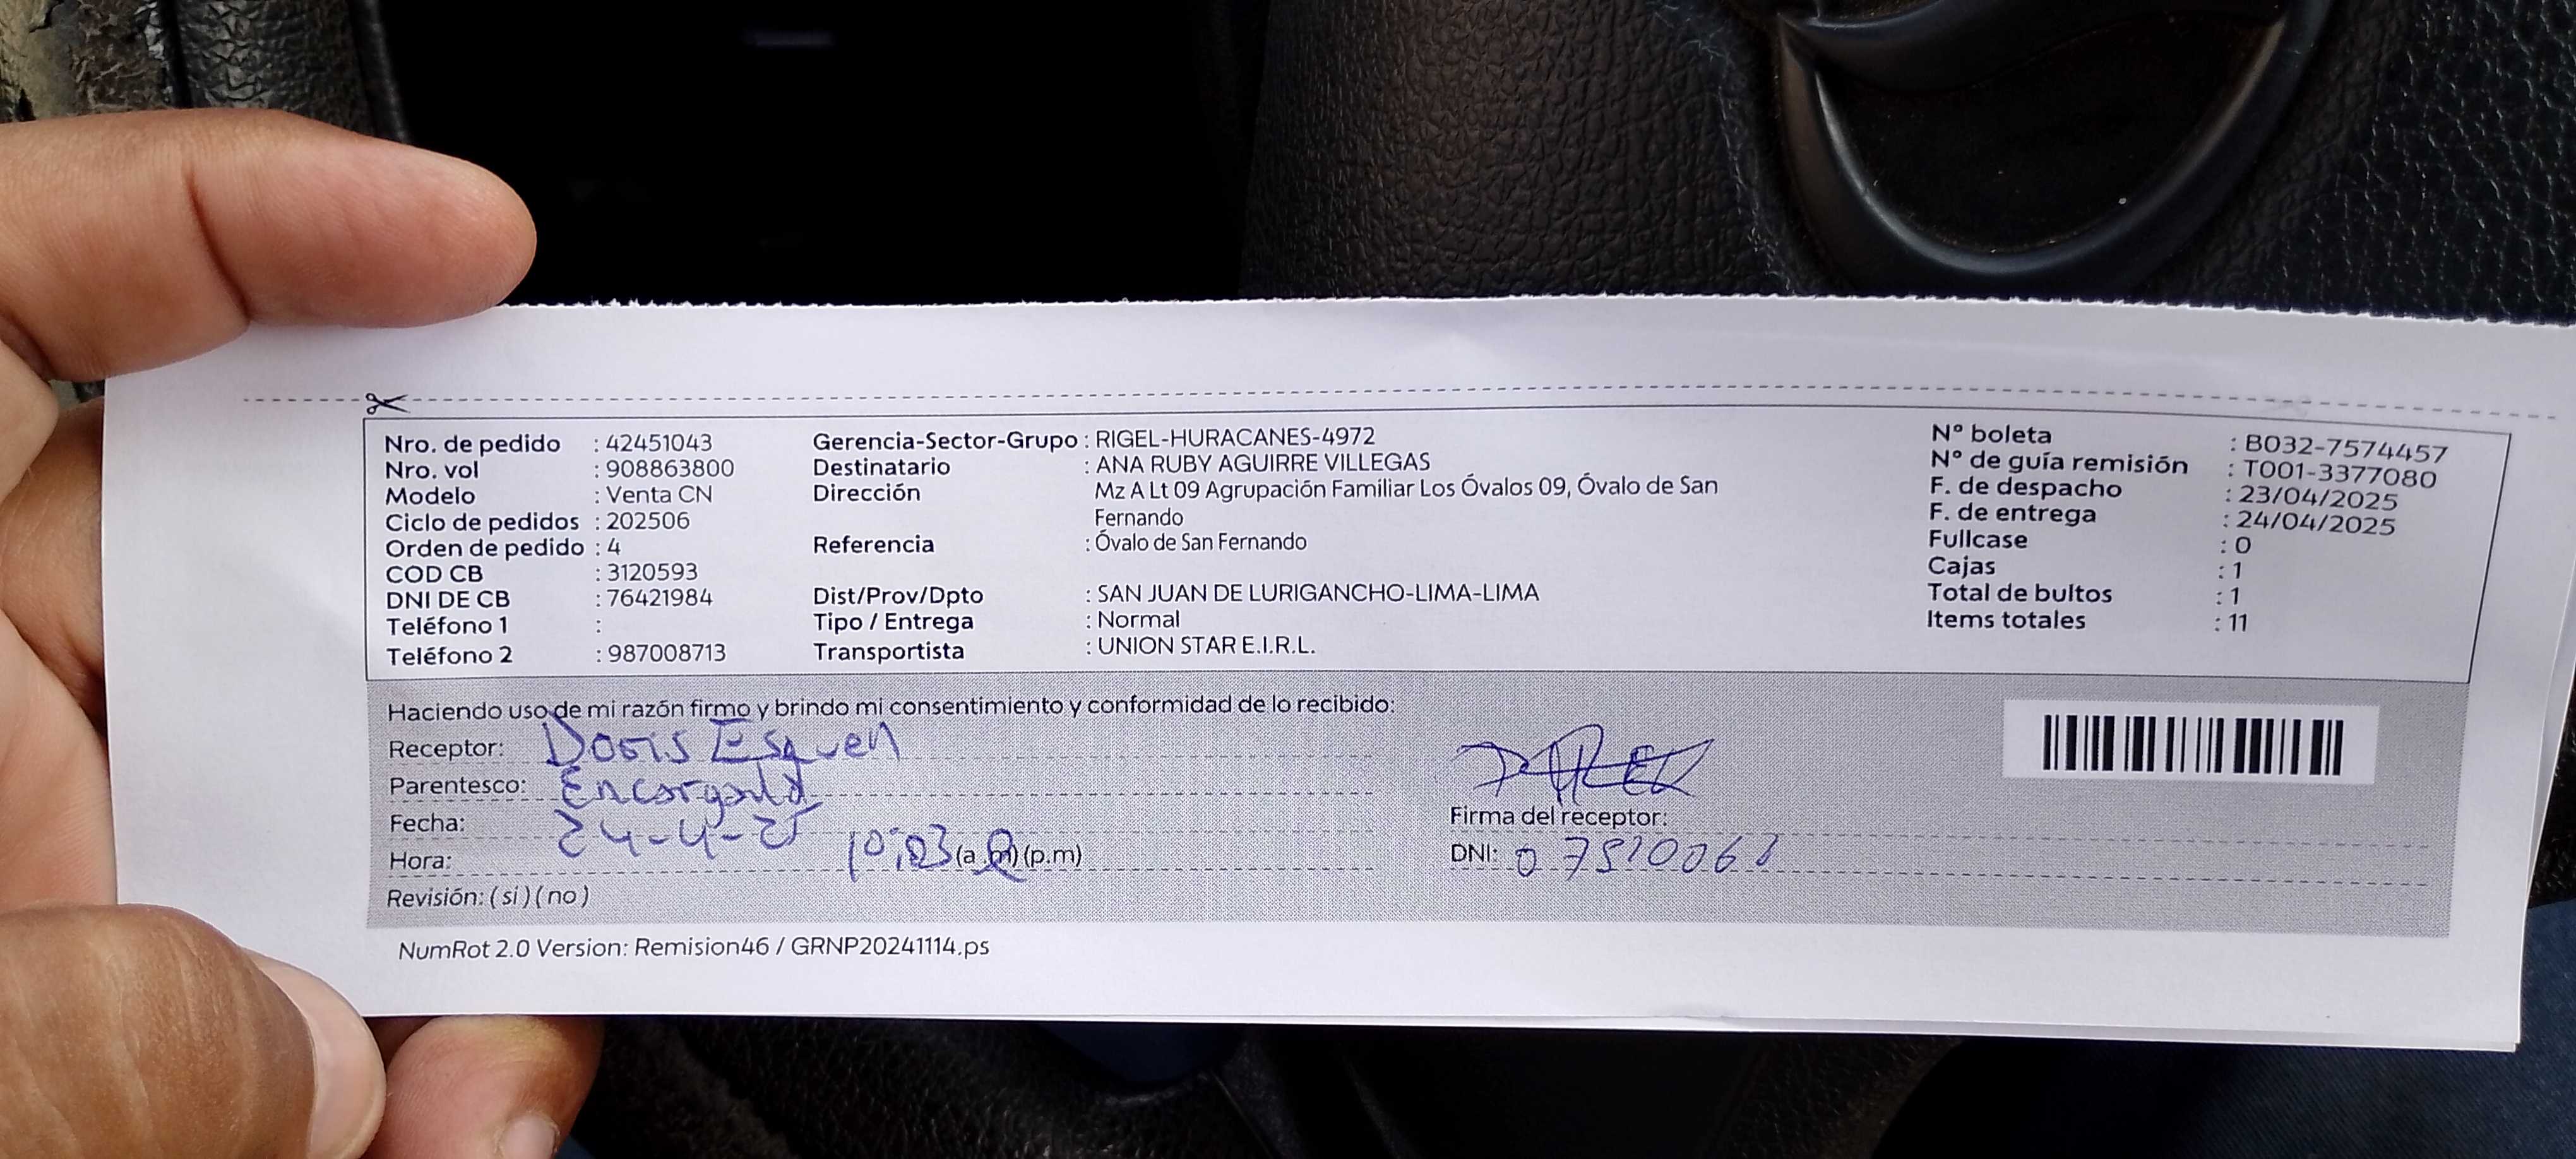 Nro. de pedido : 42451043
Nro. vol : 908863800
Modelo : Venta CN
Ciclo de pedidos : 202506
Orden de pedido : 4
COD CB : 3120593
DNI DE CB : 76421984
Teléfono 1 :
Teléfono 2 : 987008713
Gerencia-Sector-Grupo : RIGEL-HURACANES-4972
Destinatario : ANA RUBY AGUIRRE VILLEGAS
Dirección Mz A Lt 09 Agrupación Familiar Los Óvalos 09, Óvalo de San
Fernando
Referencia : Óvalo de San Fernando
Dist/Prov/Dpto : SAN JUAN DE LURIGANCHO-LIMA-LIMA
Tipo / Entrega : Normal
Transportista : UNION STAR E.I.R.L.
N° boleta : B032-7574457
N° de guía remisión : T001-3377080
F. de despacho : 23/04/2025
F. de entrega : 24/04/2025
Fullcase : 0
Cajas : 1
Total de bultos : 1
Items totales : 11
Haciendo uso de mi razón firmo y brindo mi consentimiento y conformidad de lo recibido:
Receptor: Doris Esquen
Parentesco: Encargada
Fecha: 24-4-25
Hora: 10:03 (a.m) (p.m)
Revisión: ( si ) ( no )
Firma del receptor:
DNI:
NumRot 2.0 Version: Remision46 / GRNP20241114.ps